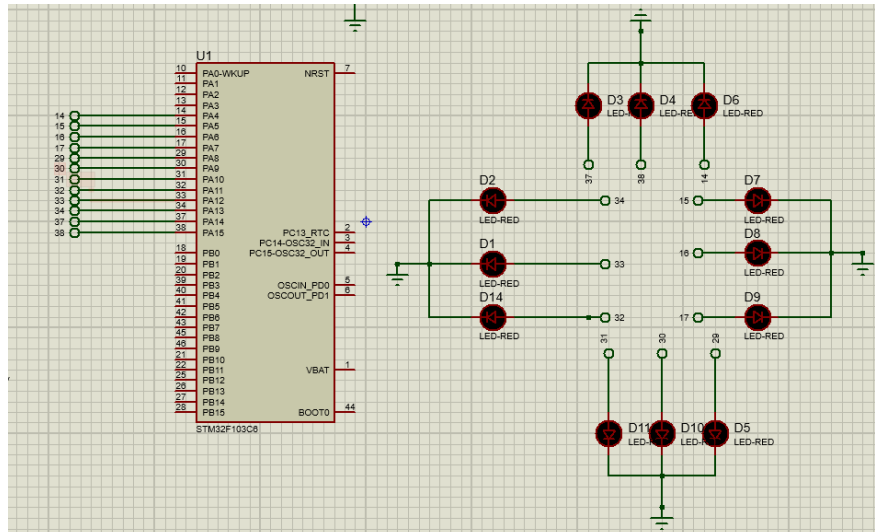 U1
10 PA0-WKUP NRST 7
11 PA1
12 PA2
13 PA3
14 14 PA4
15 15 PA5
16 16 PA6
17 17 PA7
29 29 PA8
30 30 PA9
31 31 PA10
32 32 PA11
33 33 PA12
34 34 PA13
37 37 PA14 PC13_RTC 2
38 38 PA15 PC14-OSC32_IN 3
18 PB0 PC15-OSC32_OUT 4
19 PB1
20 PB2
39 PB3 OSCIN_PD0 5
40 PB4 OSCOUT_PD1 6
41 PB5
42 PB6
43 PB7
45 PB8
46 PB9
21 PB10
22 PB11 VBAT 1
25 PB12
26 PB13
27 PB14
28 PB15 BOOT0 44
STM32F103C6
D3 D4 D6
LED-RED LED-RED LED-RED
37 38 14
D2 34 15 D7
LED-RED LED-RED
D1 33 16 D8
LED-RED LED-RED
D14 32 17 D9
LED-RED LED-RED
31 30 29
D11 D10 D5
LED-RED LED-RED LED-RED